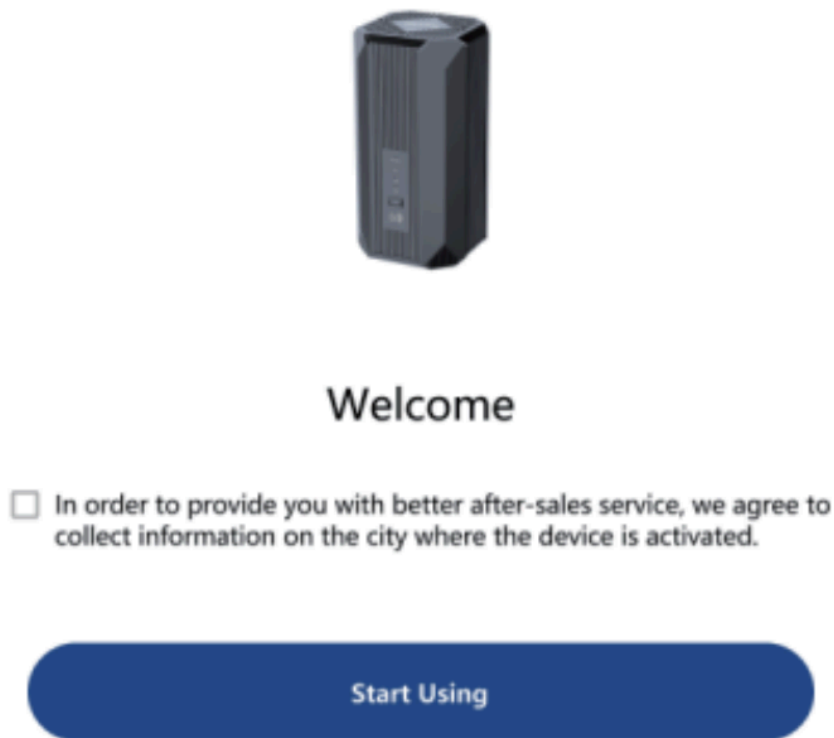 Welcome
In order to provide you with better after-sales service, we agree to
collect information on the city where the device is activated.
Start Using